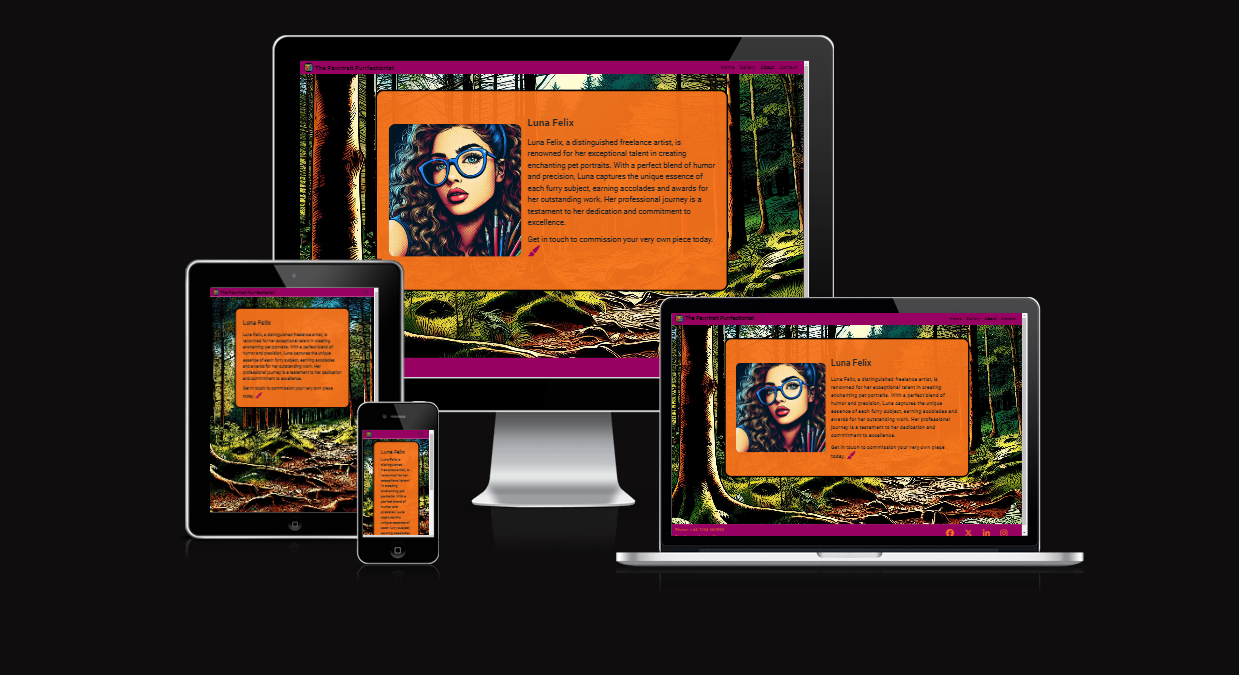 The Pawrtrait Purrfectionist
Home Gallery About Contact
Luna Felix
Luna Felix, a distinguished freelance artist, is
renowned for her exceptional talent in creating
enchanting pet portraits. With a perfect blend of humor
and precision, Luna captures the unique essence of
each furry subject, earning accolades and awards for
her outstanding work. Her professional journey is a
testament to her dedication and commitment to
excellence.
Get in touch to commission your very own piece today.
The Pawrtrait Purrfectionist
Luna Felix
Luna Felix, a distinguished freelance artist, is
renowned for her exceptional talent in creating
enchanting pet portraits. With a perfect blend of
humor and precision, Luna captures the unique
essence of each furry subject, earning accolades
and awards for her outstanding work. Her
professional journey is a testament to her dedication
and commitment to excellence.
Get in touch to commission your very own piece
today.
Luna Felix
Luna Felix, a
distinguished
freelance artist, is
renowned for her
exceptional talent
in creating
enchanting pet
portraits. With a
perfect blend of
humor and
precision, Luna
captures the
unique essence of
each furry subject,
earning accolades
The Pawrtrait Purrfectionist
Home Gallery About Contact
Luna Felix
Luna Felix, a distinguished freelance artist, is
renowned for her exceptional talent in creating
enchanting pet portraits. With a perfect blend of
humor and precision, Luna captures the unique
essence of each furry subject, earning accolades and
awards for her outstanding work. Her professional
journey is a testament to her dedication and
commitment to excellence.
Get in touch to commission your very own piece
today.
Phone: